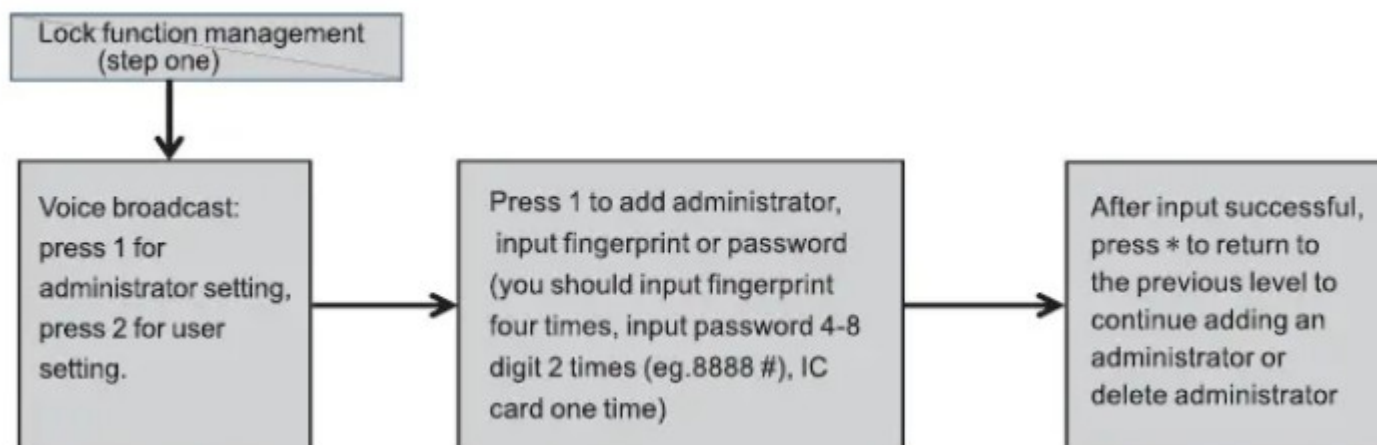 Lock function management
(step one)
Voice broadcast:
press 1 for
administrator setting,
press 2 for user
setting.
Press 1 to add administrator,
input fingerprint or password
(you should input fingerprint
four times, input password 4-8
digit 2 times (eg.8888 #), IC
card one time)
After input successful,
press * to return to
the previous level to
continue adding an
administrator or
delete administrator